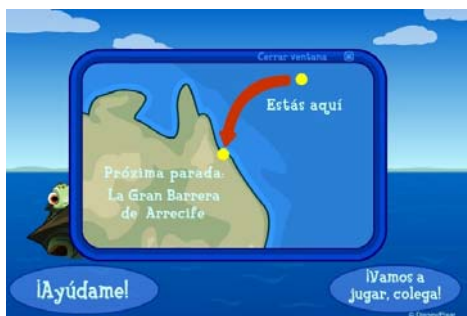 Cerrar ventana
Estás aquí
Próxima parada:
La Gran Barrera
de Arrecife
¡Ayúdame!
¡Vamos a
jugar, colega!